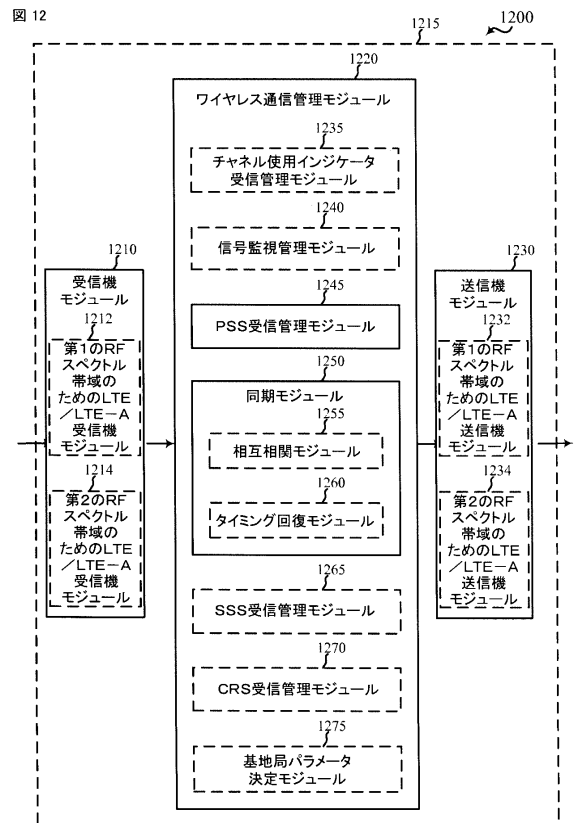 図 12
1200
1215
1220
ワイヤレス通信管理モジュール
1235
チャネル使用インジケータ
受信管理モジュール
1240
信号監視管理モジュール
1245
PSS受信管理モジュール
1250
同期モジュール
1255
相互相関モジュール
1260
タイミング回復モジュール
1265
SSS受信管理モジュール
1270
CRS受信管理モジュール
1275
基地局パラメータ
決定モジュール
1210
受信機
モジュール
1212
第1のRF
スペクトル
帯域の
ためのLTE
/LTE-A
受信機
モジュール
1214
第2のRF
スペクトル
帯域の
ためのLTE
/LTE-A
受信機
モジュール
1230
送信機
モジュール
1232
第1のRF
スペクトル
帯域の
ためのLTE
/LTE-A
送信機
モジュール
1234
第2のRF
スペクトル
帯域の
ためのLTE
/LTE-A
送信機
モジュール